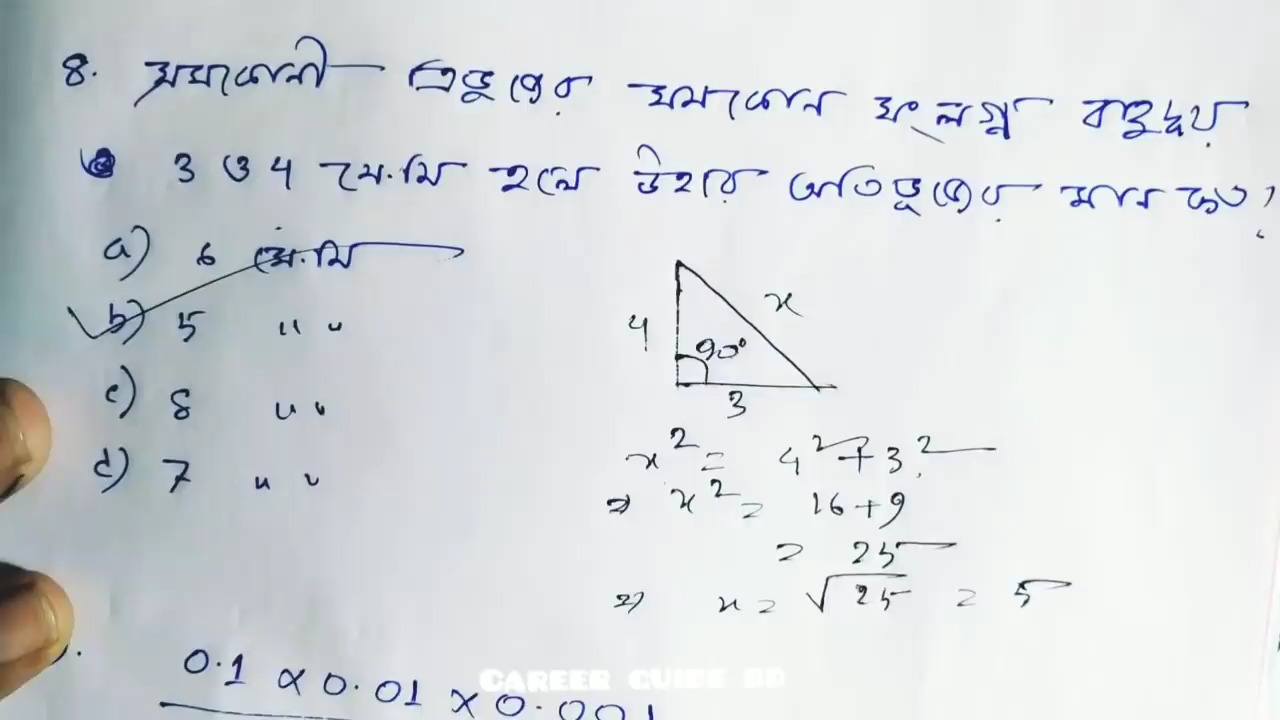 8. সমকোনী ত্রিভুজের সমকোন সংলগ্ন বাহুদ্বয়
3 ও 4 সে.মি হলে উহার অতিভুজের মান কত?
a) 6 সে.মি
b) 5 " "
c) 8 " "
d) 7 " "
4
90°
x
3
x² = 4² + 3²
⇒ x² = 16 + 9
= 25
⇒ x = √25 = 5
0.1 × 0.01 × 0.001
CAREER GUIDE BD